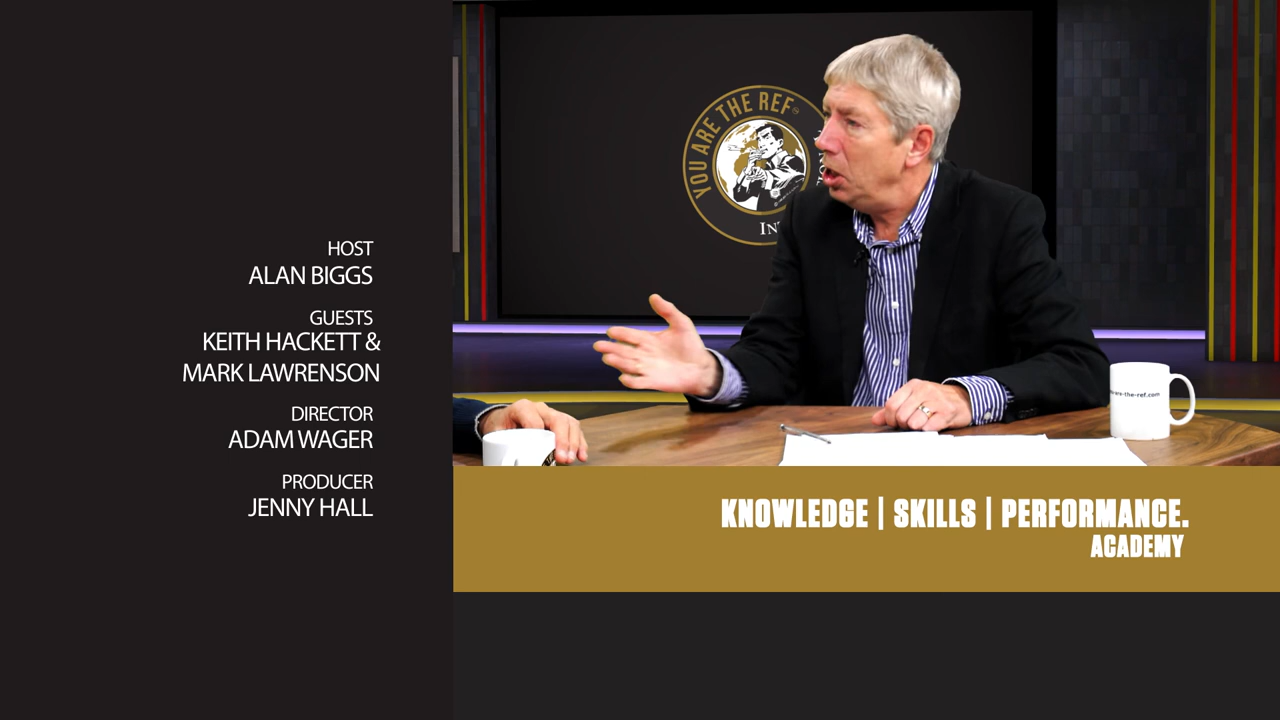 HOST
ALAN BIGGS
GUESTS
KEITH HACKETT &
MARK LAWRENSON
DIRECTOR
ADAM WAGER
PRODUCER
JENNY HALL
YOU ARE THE REF
KNOWLEDGE | SKILLS | PERFORMANCE.
ACADEMY